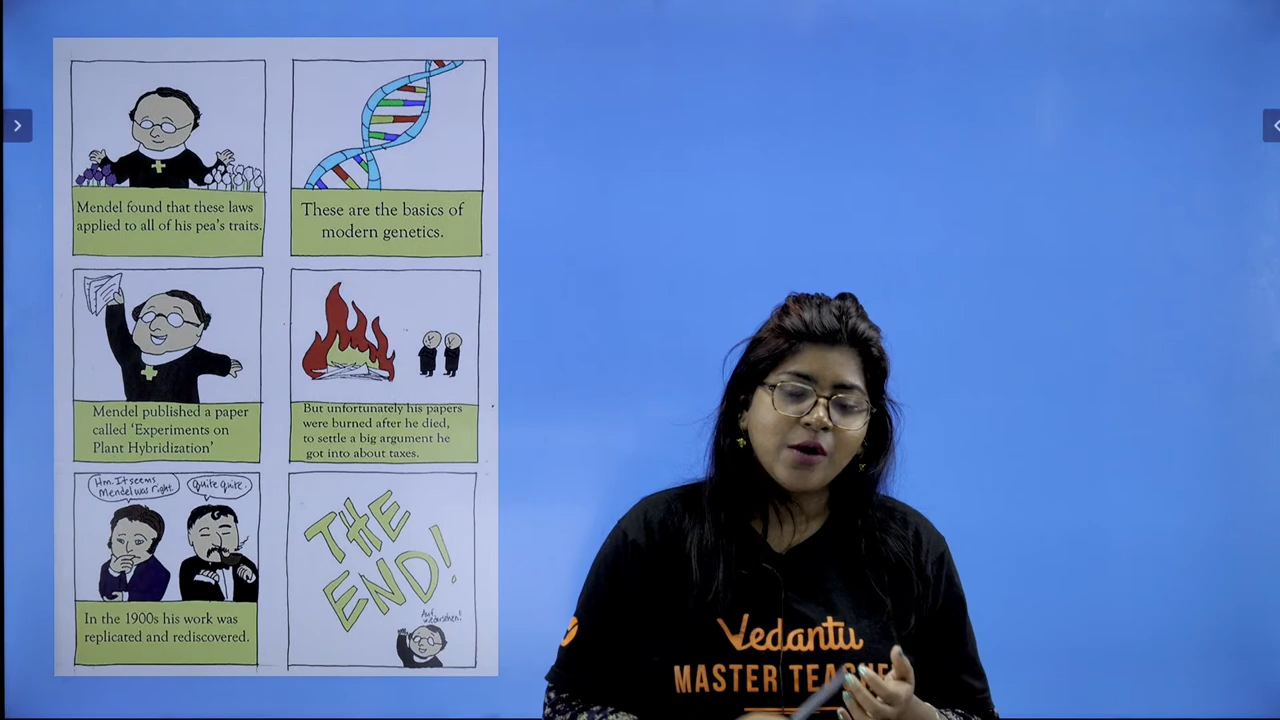 Mendel found that these laws
applied to all of his pea's traits.
These are the basics of
modern genetics.
Mendel published a paper
called 'Experiments on
Plant Hybridization'
But unfortunately his papers
were burned after he died,
to settle a big argument he
got into about taxes.
Hm. It seems
Mendel was right.
Quite quite.
In the 1900s his work was
replicated and rediscovered.
THE
END!
Auf
wiedersehen!
Vedantu
MASTER TEACHE